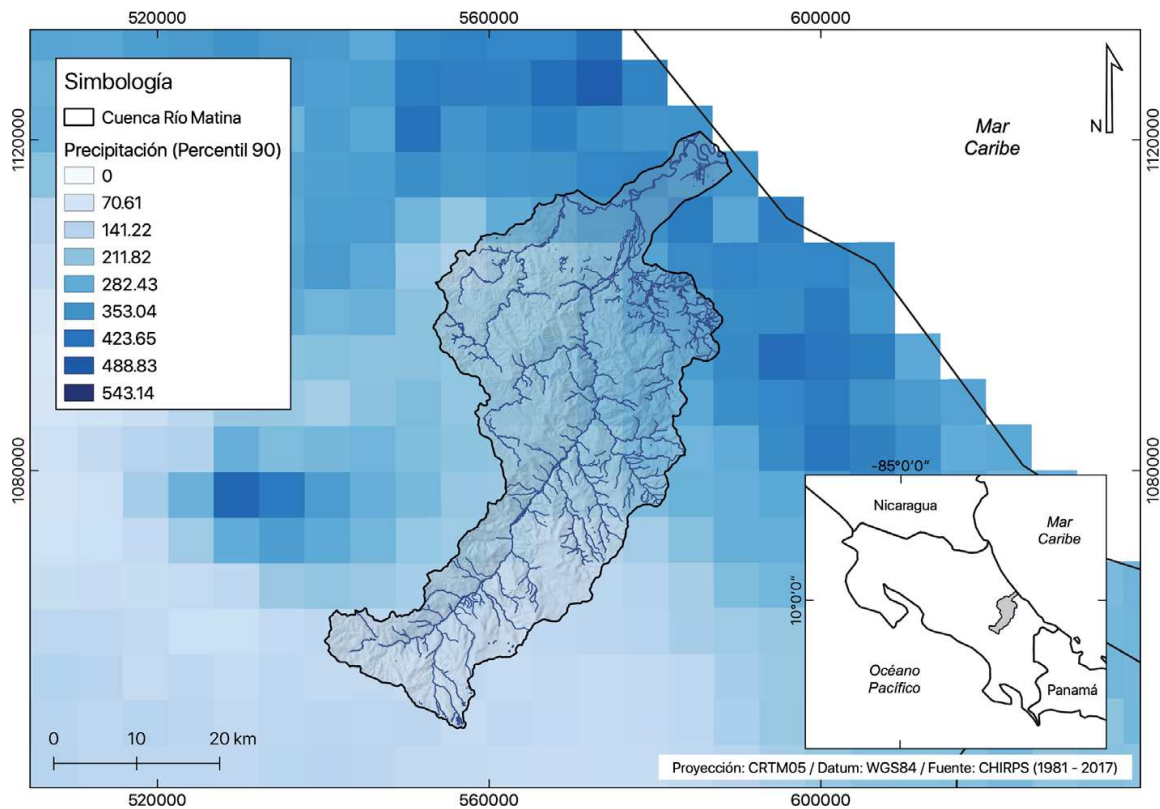 520000
560000
600000
Simbología
Cuenca Río Matina
Precipitación (Percentil 90)
0
70.61
141.22
211.82
282.43
353.04
423.65
488.83
543.14
Mar
Caribe
N
1120000
1120000
1080000
1080000
-85°0'0''
Nicaragua
Mar
Caribe
10°0'0''
Océano
Pacífico
Panamá
0 10 20 km
Proyección: CRTM05 / Datum: WGS84 / Fuente: CHIRPS (1981 - 2017)
520000
560000
600000